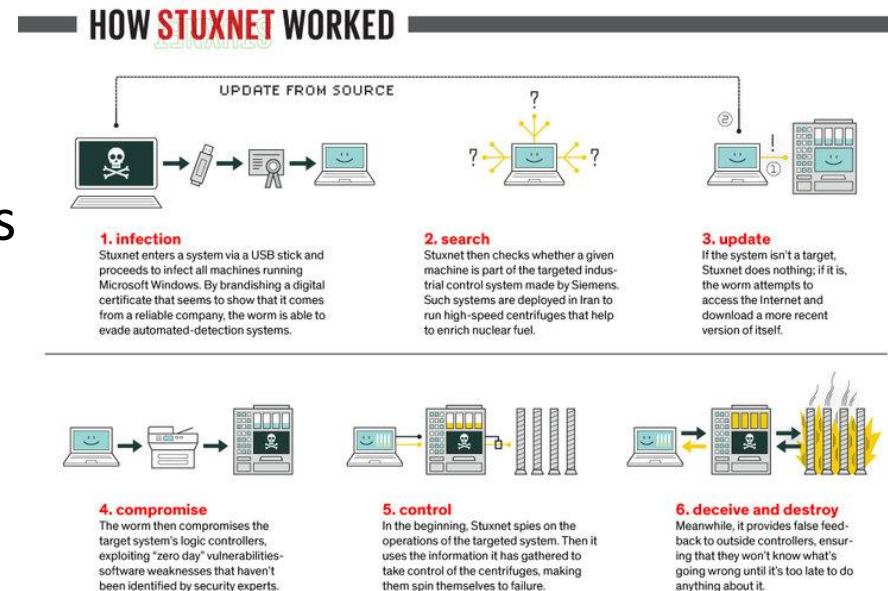 HOW STUXNET WORKED
UPDATE FROM SOURCE
?
? ?
2
!
1
s
1. infection
Stuxnet enters a system via a USB stick and
proceeds to infect all machines running
Microsoft Windows. By brandishing a digital
certificate that seems to show that it comes
from a reliable company, the worm is able to
evade automated-detection systems.
2. search
Stuxnet then checks whether a given
machine is part of the targeted indus-
trial control system made by Siemens.
Such systems are deployed in Iran to
run high-speed centrifuges that help
to enrich nuclear fuel.
3. update
If the system isn't a target,
Stuxnet does nothing; if it is,
the worm attempts to
access the Internet and
download a more recent
version of itself.
4. compromise
The worm then compromises the
target system's logic controllers,
exploiting "zero day" vulnerabilities-
software weaknesses that haven't
been identified by security experts.
5. control
In the beginning, Stuxnet spies on the
operations of the targeted system. Then it
uses the information it has gathered to
take control of the centrifuges, making
them spin themselves to failure.
6. deceive and destroy
Meanwhile, it provides false feed-
back to outside controllers, ensur-
ing that they won't know what's
going wrong until it's too late to do
anything about it.